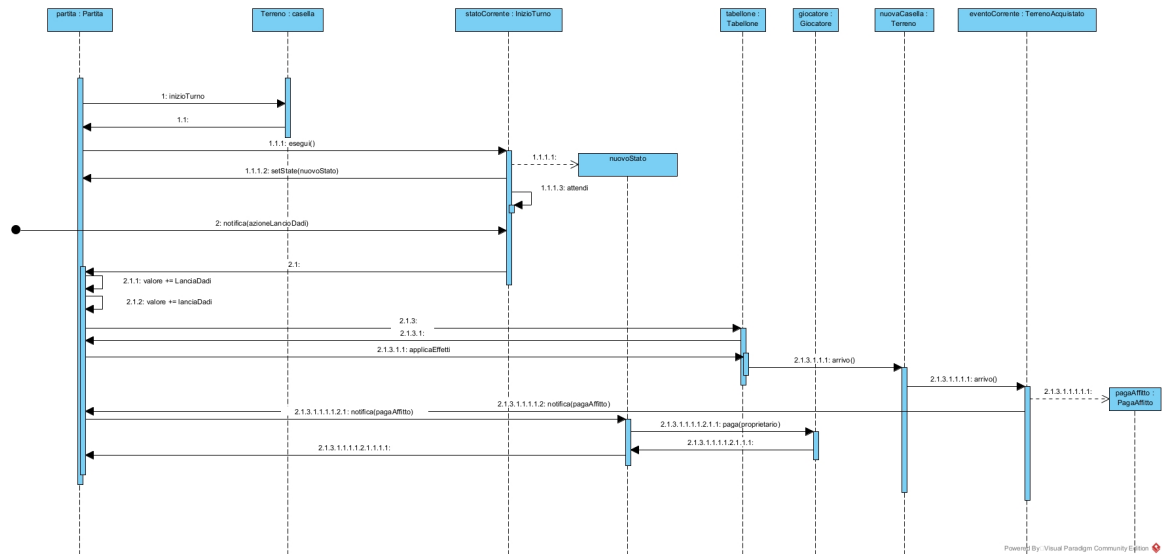 partita : Partita
Terreno : casella
statoCorrente : InizioTurno
tabellone :
Tabellone
giocatore :
Giocatore
nuovaCasella :
Terreno
eventoCorrente : TerrenoAcquistato
1: inizioTurno
1.1:
1.1.1: esegui()
1.1.1.1:
nuovoStato
1.1.1.2: setState(nuovoStato)
1.1.1.3: attendi
2: notifica(azioneLancioDadi)
2.1:
2.1.1: valore += LanciaDadi
2.1.2: valore += lanciaDadi
2.1.3:
2.1.3.1:
2.1.3.1.1: applicaEffetti
2.1.3.1.1.1: arrivo()
2.1.3.1.1.1.1: arrivo()
2.1.3.1.1.1.1.1:
pagaAffitto :
PagaAffitto
2.1.3.1.1.1.1.2: notifica(pagaAffitto)
2.1.3.1.1.1.1.2.1: notifica(pagaAffitto)
2.1.3.1.1.1.1.2.1.1: paga(proprietario)
2.1.3.1.1.1.1.2.1.1.1:
2.1.3.1.1.1.1.2.1.1.1.1:
Powered By: Visual Paradigm Community Edition